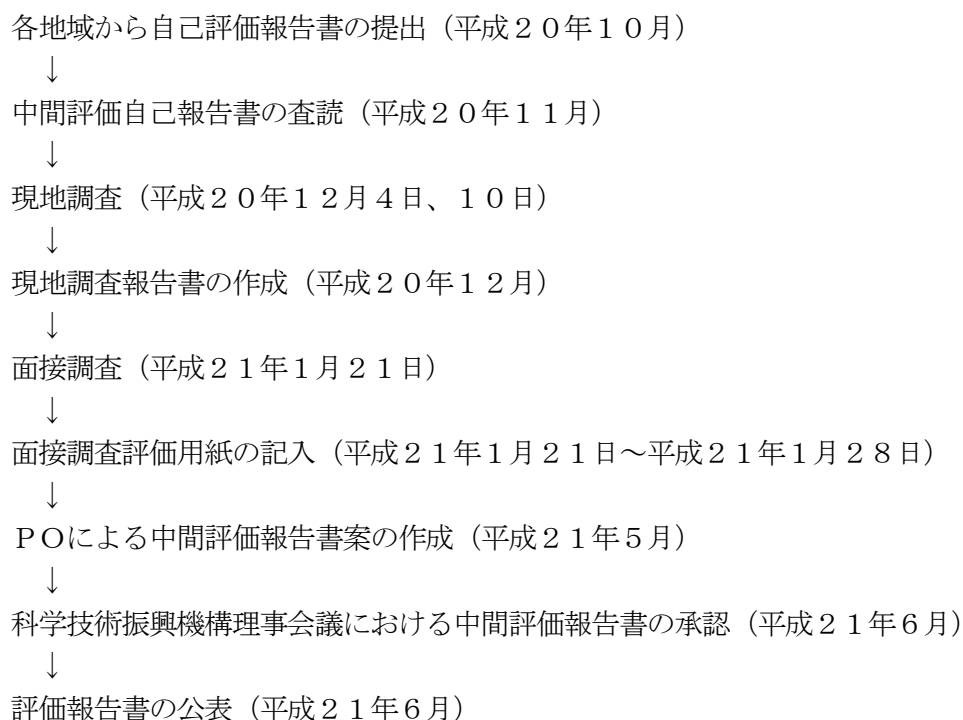 各地域から自己評価報告書の提出（平成２０年１０月）
↓
中間評価自己報告書の査読（平成２０年１１月）
↓
現地調査（平成２０年１２月４日、１０日）
↓
現地調査報告書の作成（平成２０年１２月）
↓
面接調査（平成２１年１月２１日）
↓
面接調査評価用紙の記入（平成２１年１月２１日～平成２１年１月２８日）
↓
ＰＯによる中間評価報告書案の作成（平成２１年５月）
↓
科学技術振興機構理事会議における中間評価報告書の承認（平成２１年６月）
↓
評価報告書の公表（平成２１年６月）